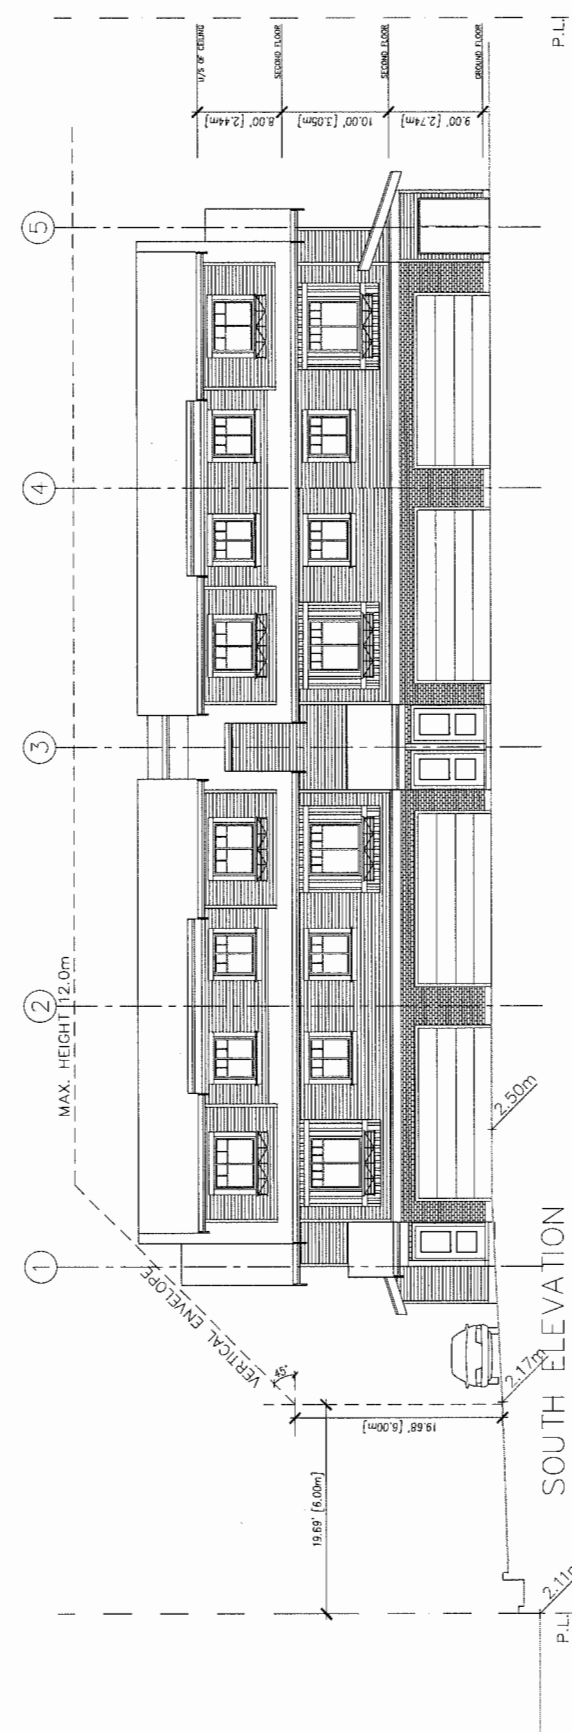 1
2
3
4
5
MAX. HEIGHT 12.0m
VERTICAL ENVELOPE
45°
U/S OF CEILING
8.00' [2.44m]
SECOND FLOOR
10.00' [3.05m]
SECOND FLOOR
9.00' [2.74m]
GROUND FLOOR
19.68' [6.00m]
19.69' [6.00m]
2.11m
2.17m
2.50m
P.L.
P.L.
SOUTH ELEVATION